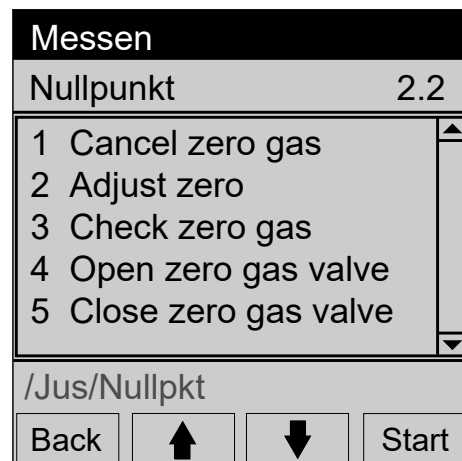 Messen
Nullpunkt 2.2
1 Cancel zero gas
2 Adjust zero
3 Check zero gas
4 Open zero gas valve
5 Close zero gas valve
/Jus/Nullpkt
Back Start